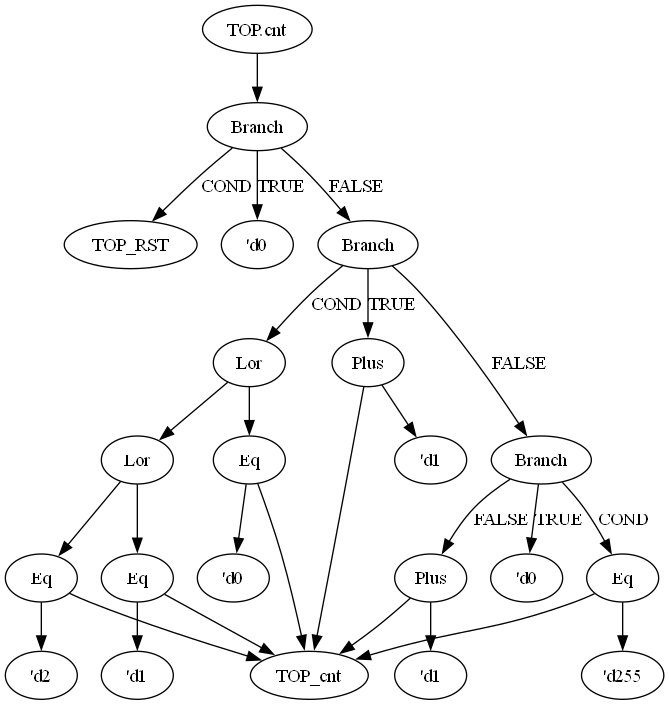 TOP.cnt
Branch
COND
TRUE
FALSE
TOP_RST
'd0
Branch
COND
TRUE
FALSE
Lor
Plus
Lor
Eq
'd1
Branch
FALSE
TRUE
COND
Eq
Eq
'd0
Plus
'd0
Eq
'd2
'd1
TOP_cnt
'd1
'd255